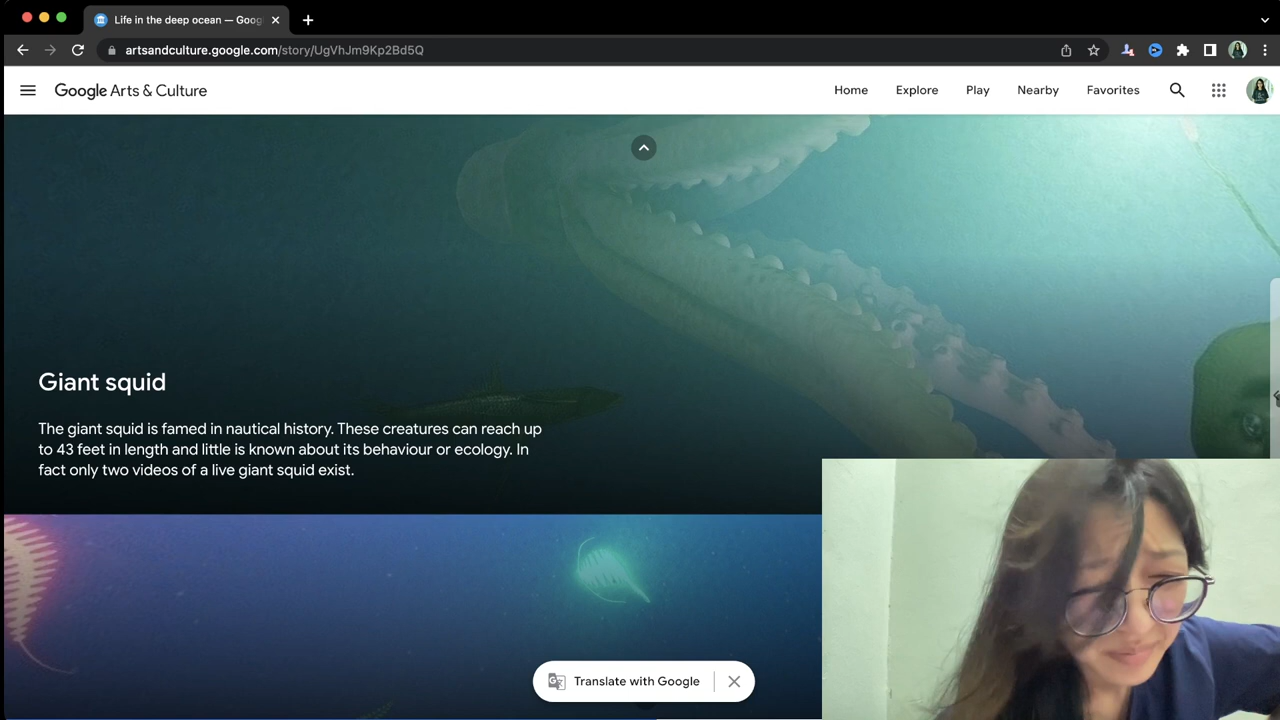 Life in the deep ocean — Goog
artsandculture.google.com/story/UgVhJm9Kp2Bd5Q
Google Arts & Culture
Home
Explore
Play
Nearby
Favorites
Giant squid
The giant squid is famed in nautical history. These creatures can reach up
to 43 feet in length and little is known about its behaviour or ecology. In
fact only two videos of a live giant squid exist.
Translate with Google